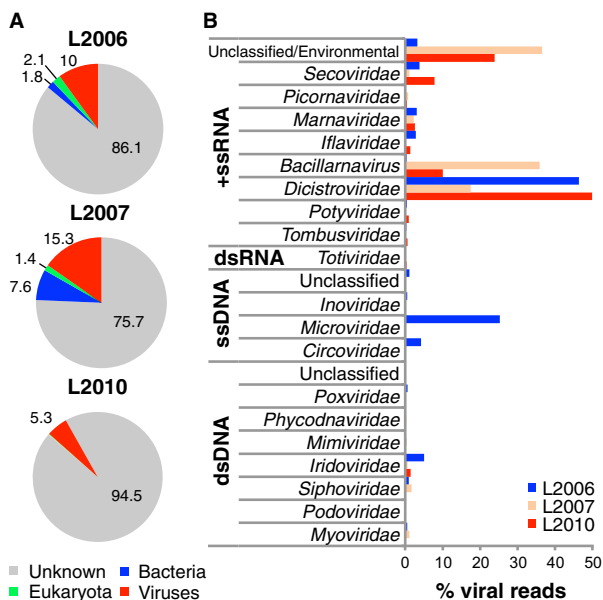 A
L2006
2.1
10
1.8
86.1
L2007
15.3
1.4
7.6
75.7
L2010
5.3
94.5
Unknown
Bacteria
Eukaryota
Viruses
B
+ssRNA
Unclassified/Environmental
Secoviridae
Picornaviridae
Marnaviridae
Iflaviridae
Bacillarnavirus
Dicistroviridae
Potyviridae
Tombusviridae
dsRNA
Totiviridae
ssDNA
Unclassified
Inoviridae
Microviridae
Circoviridae
dsDNA
Unclassified
Poxviridae
Phycodnaviridae
Mimiviridae
Iridoviridae
Siphoviridae
Podoviridae
Myoviridae
L2006
L2007
L2010
0 10 20 30 40 50
% viral reads